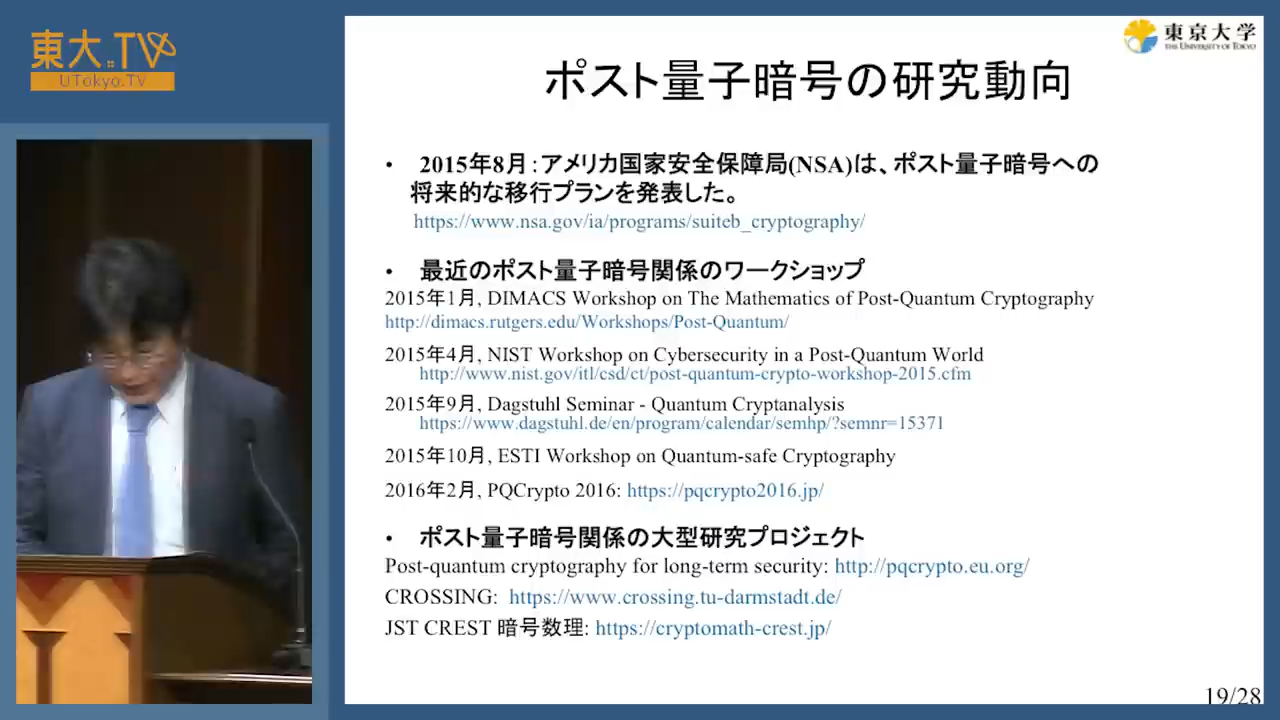 東大.TV
UTokyo.TV
東京大学
THE UNIVERSITY OF TOKYO
ポスト量子暗号の研究動向
• 2015年8月：アメリカ国家安全保障局(NSA)は、ポスト量子暗号への
将来的な移行プランを発表した。
https://www.nsa.gov/ia/programs/suiteb_cryptography/
• 最近のポスト量子暗号関係のワークショップ
2015年1月, DIMACS Workshop on The Mathematics of Post-Quantum Cryptography
http://dimacs.rutgers.edu/Workshops/Post-Quantum/
2015年4月, NIST Workshop on Cybersecurity in a Post-Quantum World
http://www.nist.gov/itl/csd/ct/post-quantum-crypto-workshop-2015.cfm
2015年9月, Dagstuhl Seminar - Quantum Cryptanalysis
https://www.dagstuhl.de/en/program/calendar/semhp/?semnr=15371
2015年10月, ESTI Workshop on Quantum-safe Cryptography
2016年2月, PQCrypto 2016: https://pqcrypto2016.jp/
• ポスト量子暗号関係の大型研究プロジェクト
Post-quantum cryptography for long-term security: http://pqcrypto.eu.org/
CROSSING: https://www.crossing.tu-darmstadt.de/
JST CREST 暗号数理: https://cryptomath-crest.jp/
19/28